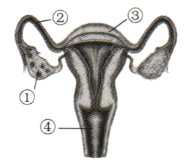 ② ③
①
④